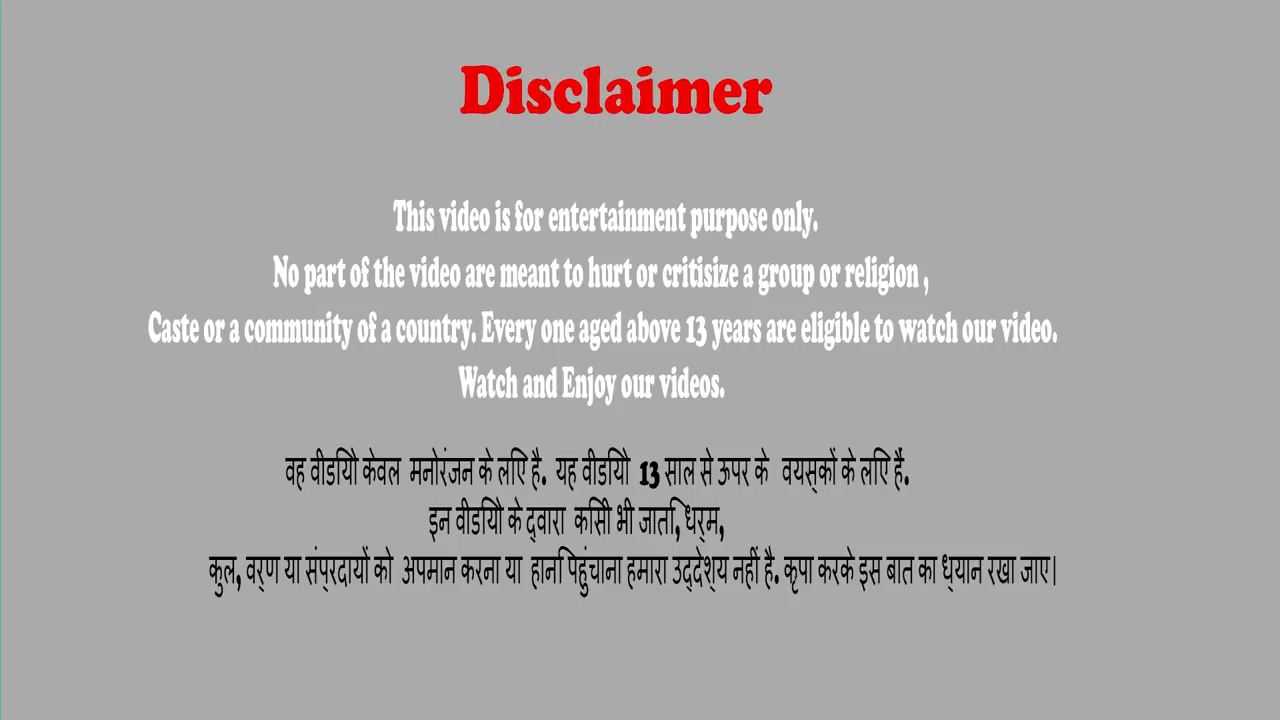 Disclaimer
This video is for entertainment purpose only.
No part of the video are meant to hurt or critisize a group or religion ,
Caste or a community of a country. Every one aged above 13 years are eligible to watch our video.
Watch and Enjoy our videos.
वह वीडियो केवल मनोरंजन के लिए है. यह वीडियो 13 साल से ऊपर के वयस्कों के लिए हैं.
इन वीडियो के द्वारा किसी भी जाति, धर्म,
कुल, वर्ण या संप्रदायों को अपमान करना या हानि पिहुंचाना हमारा उद्देश्य नहीं है. कृपा करके इस बात का ध्यान रखा जाए।